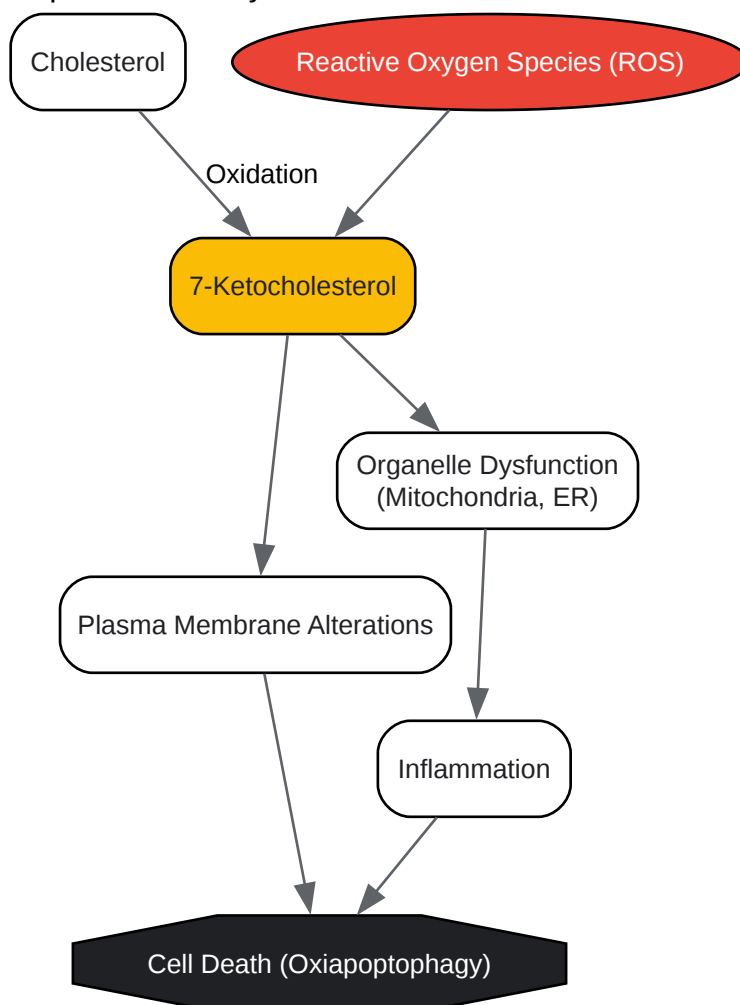 Cholesterol
Reactive Oxygen Species (ROS)
Oxidation
7-Ketocholesterol
Organelle Dysfunction
(Mitochondria, ER)
Plasma Membrane Alterations
Inflammation
Cell Death (Oxiapoptophagy)